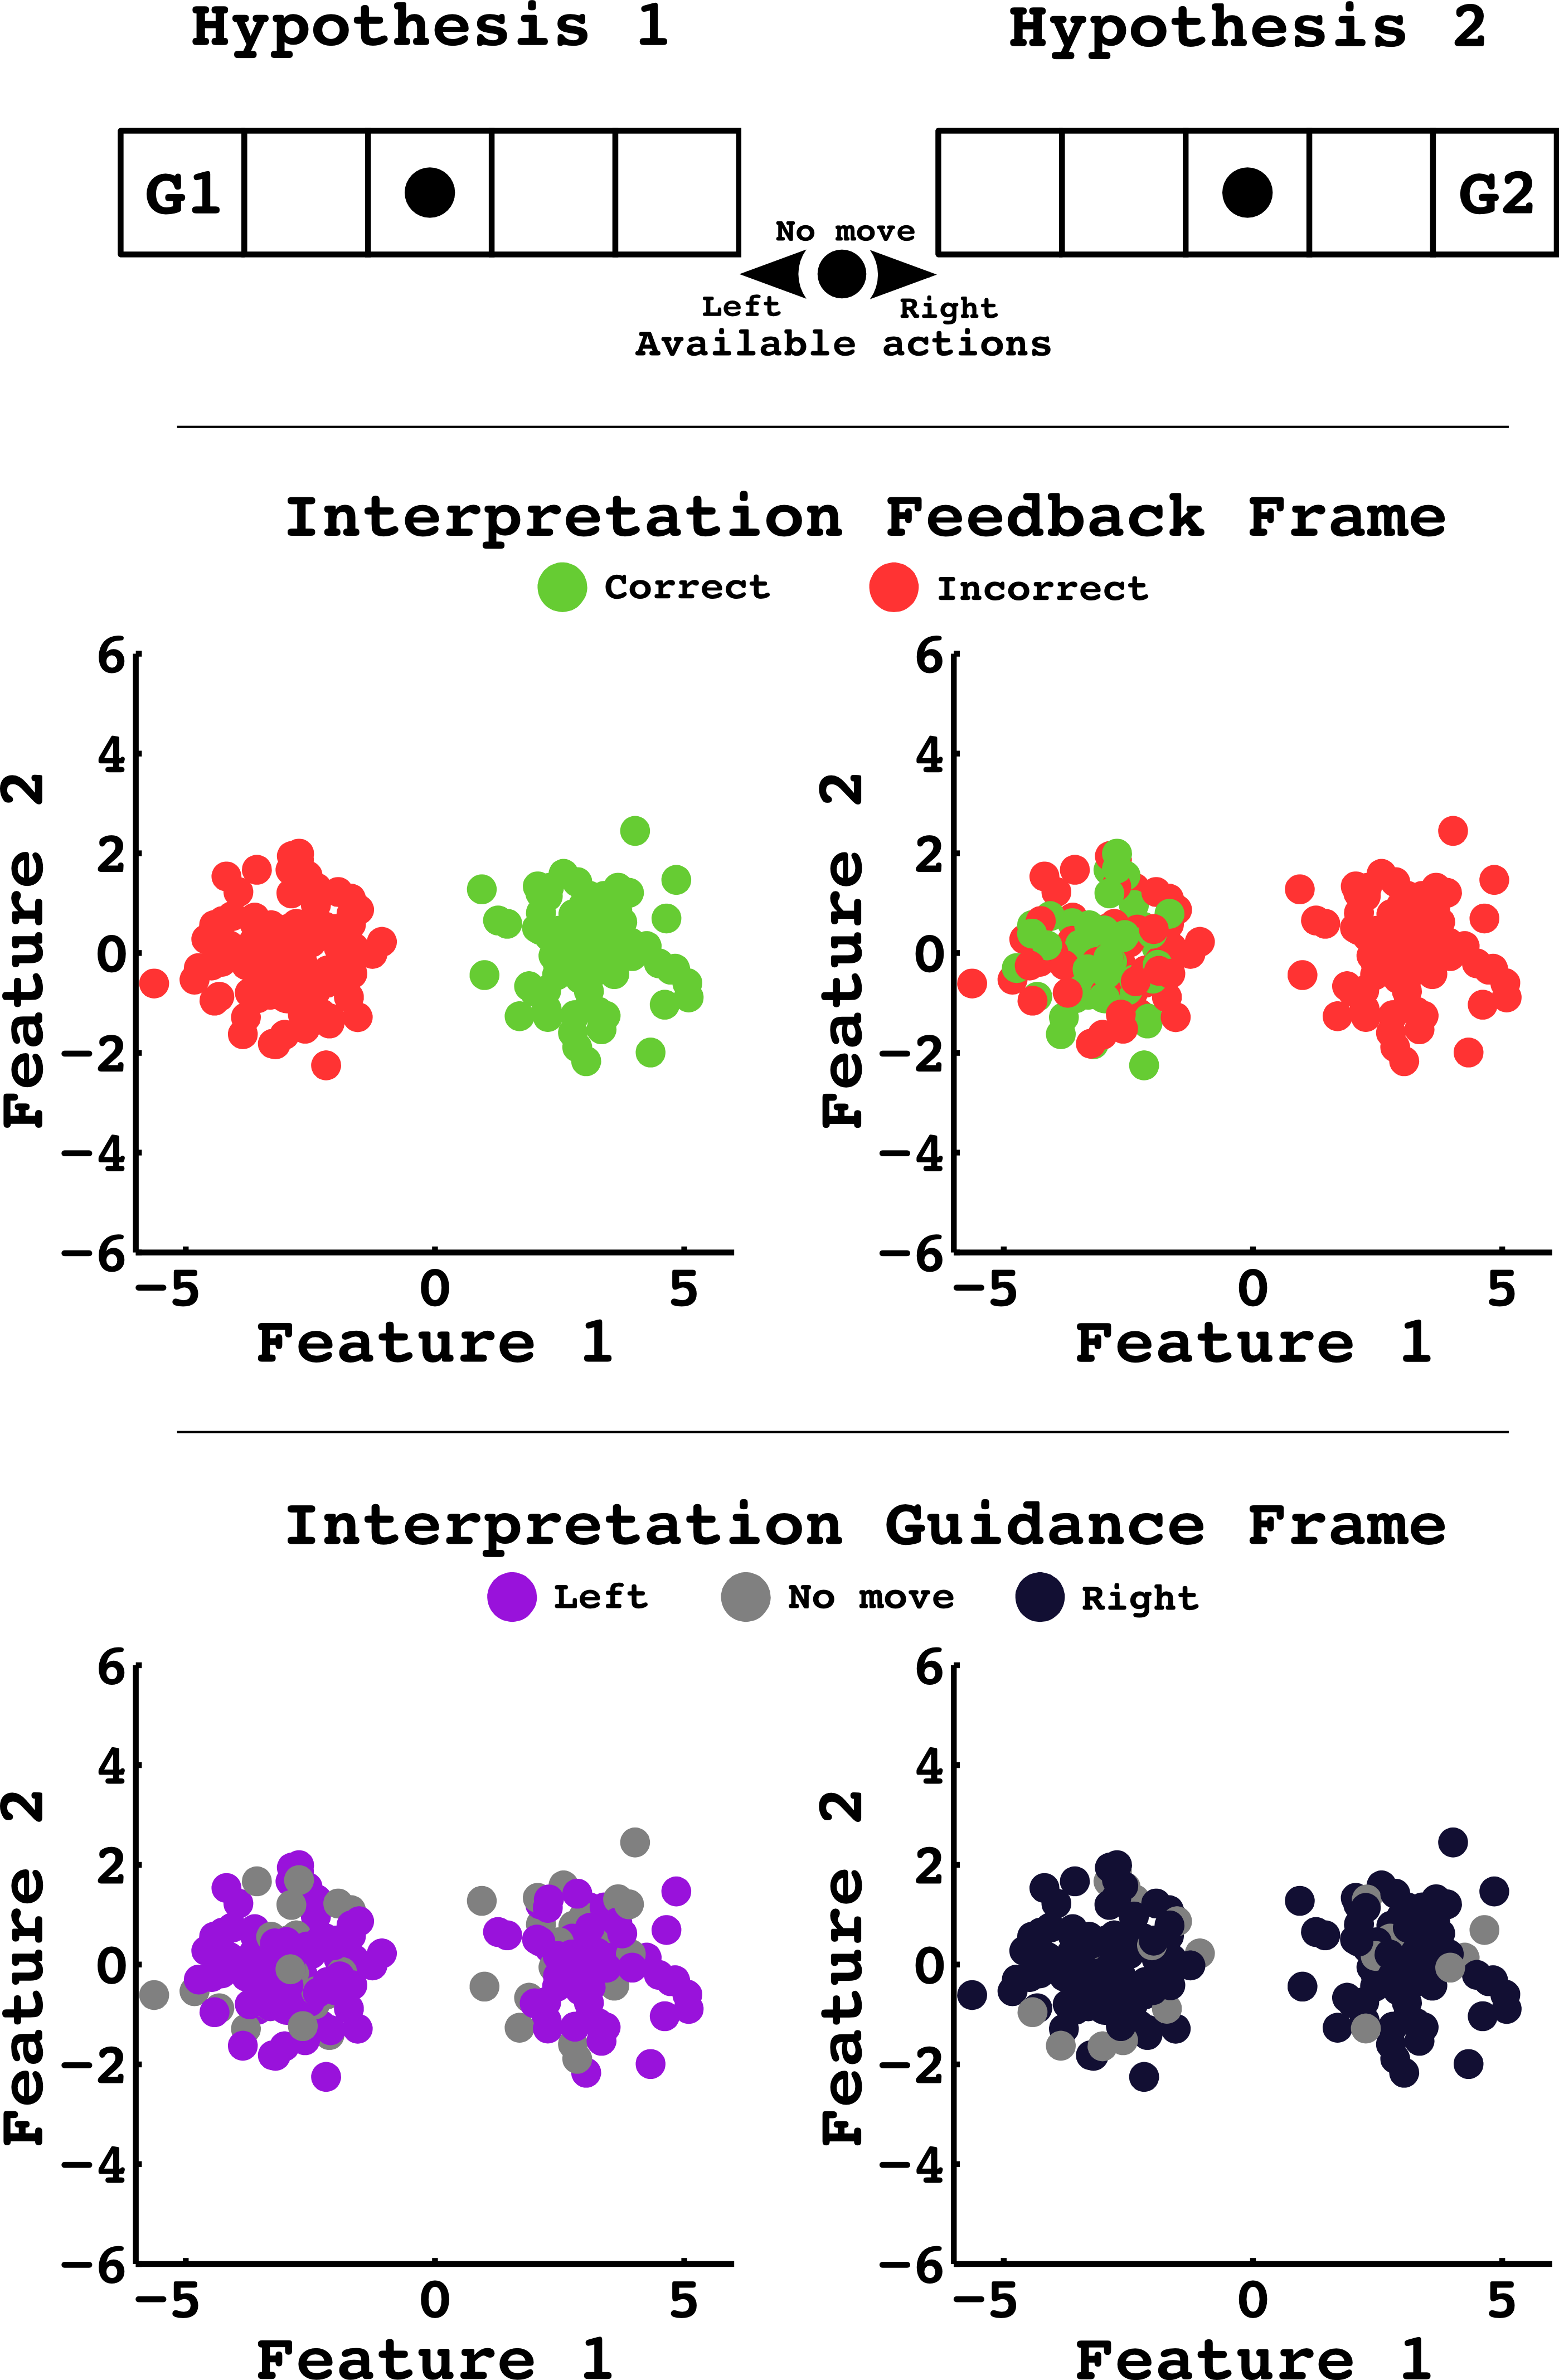 Hypothesis 1
Hypothesis 2
G1
G2
No move
Left
Right
Available actions
Interpretation Feedback Frame
Correct
Incorrect
6
4
2
0
−2
−4
−6
−5
0
5
Feature 2
Feature 1
6
4
2
0
−2
−4
−6
−5
0
5
Feature 2
Feature 1
Interpretation Guidance Frame
Left
No move
Right
6
4
2
0
−2
−4
−6
−5
0
5
Feature 2
Feature 1
6
4
2
0
−2
−4
−6
−5
0
5
Feature 2
Feature 1